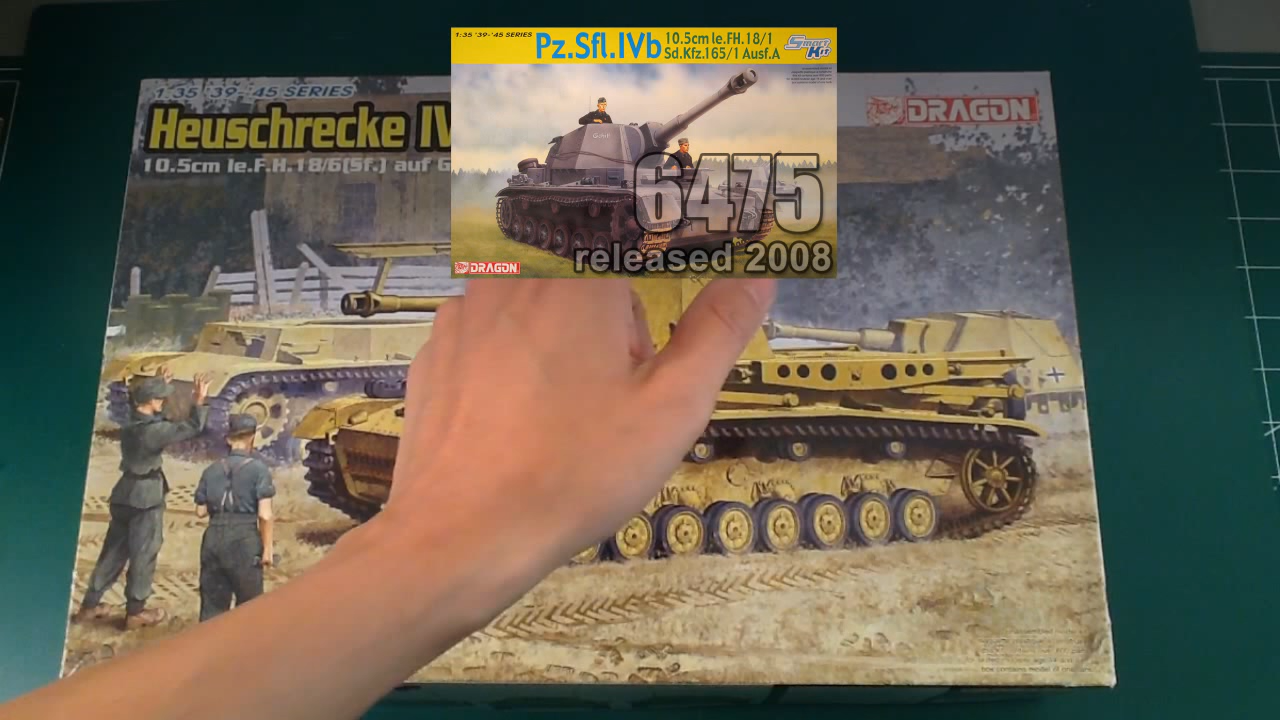 1:35 '39-'45 SERIES
Pz.Sfl.IVb
10.5cm le.FH.18/1
Sd.Kfz.165/1 Ausf.A
Smart Kit
6475
DRAGON
released 2008
1:35 '39-'45 SERIES
DRAGON
Heuschrecke IV
10.5cm le.F.H.18/6(Sf.) auf G